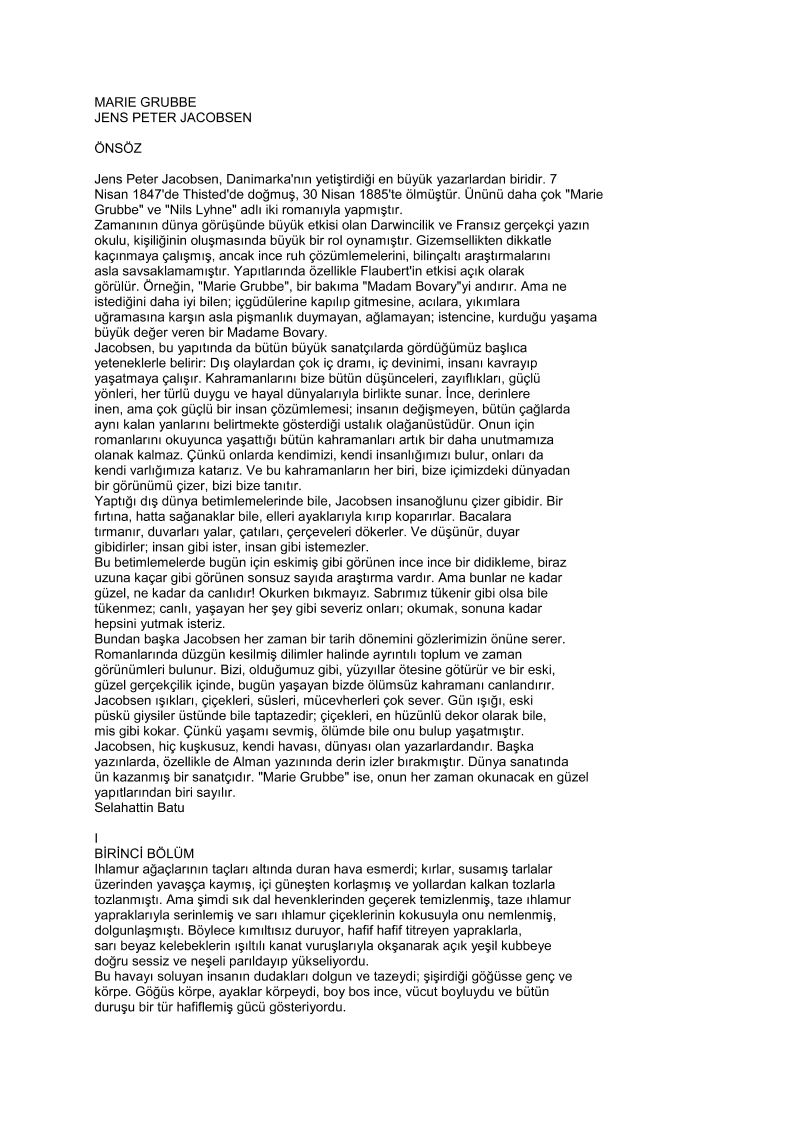 MARIE GRUBBE
JENS PETER JACOBSEN
ÖNSÖZ
Jens Peter Jacobsen, Danimarka'nın yetiştirdiği en büyük yazarlardan biridir. 7
Nisan 1847'de Thisted'de doğmuş, 30 Nisan 1885'te ölmüştür. Ününü daha çok "Marie
Grubbe" ve "Nils Lyhne" adlı iki romanıyla yapmıştır.
Zamanının dünya görüşünde büyük etkisi olan Darwincilik ve Fransız gerçekçi yazın
okulu, kişiliğinin oluşmasında büyük bir rol oynamıştır. Gizemsellikten dikkatle
kaçınmaya çalışmış, ancak ince ruh çözümlemelerini, bilinçaltı araştırmalarını
asla savsaklamamıştır. Yapıtlarında özellikle Flaubert'in etkisi açık olarak
görülür. Örneğin, "Marie Grubbe", bir bakıma "Madam Bovary"yi andırır. Ama ne
istediğini daha iyi bilen; içgüdülerine kapılıp gitmesine, acılara, yıkımlara
uğramasına karşın asla pişmanlık duymayan, ağlamayan; istencine, kurduğu yaşama
büyük değer veren bir Madame Bovary.
Jacobsen, bu yapıtında da bütün büyük sanatçılarda gördüğümüz başlıca
yeteneklerle belirir: Dış olaylardan çok iç dramı, iç devinimi, insanı kavrayıp
yaşatmaya çalışır. Kahramanlarını bize bütün düşünceleri, zayıflıkları, güçlü
yönleri, her türlü duygu ve hayal dünyalarıyla birlikte sunar. İnce, derinlere
inen, ama çok güçlü bir insan çözümlemesi; insanın değişmeyen, bütün çağlarda
aynı kalan yanlarını belirtmekte gösterdiği ustalık olağanüstüdür. Onun için
romanlarını okuyunca yaşattığı bütün kahramanları artık bir daha unutmamıza
olanak kalmaz. Çünkü onlarda kendimizi, kendi insanlığımızı bulur, onları da
kendi varlığımıza katarız. Ve bu kahramanların her biri, bize içimizdeki dünyadan
bir görünümü çizer, bizi bize tanıtır.
Yaptığı dış dünya betimlemelerinde bile, Jacobsen insanoğlunu çizer gibidir. Bir
fırtına, hatta sağanaklar bile, elleri ayaklarıyla kırıp koparırlar. Bacalara
tırmanır, duvarları yalar, çatıları, çerçeveleri dökerler. Ve düşünür, duyar
gibidirler; insan gibi ister, insan gibi istemezler.
Bu betimlemelerde bugün için eskimiş gibi görünen ince ince bir didikleme, biraz
uzuna kaçar gibi görünen sonsuz sayıda araştırma vardır. Ama bunlar ne kadar
güzel, ne kadar da canlıdır! Okurken bıkmayız. Sabrımız tükenir gibi olsa bile
tükenmez; canlı, yaşayan her şey gibi severiz onları; okumak, sonuna kadar
hepsini yutmak isteriz.
Bundan başka Jacobsen her zaman bir tarih dönemini gözlerimizin önüne serer.
Romanlarında düzgün kesilmiş dilimler halinde ayrıntılı toplum ve zaman
görünümleri bulunur. Bizi, olduğumuz gibi, yüzyıllar ötesine götürür ve bir eski,
güzel gerçekçilik içinde, bugün yaşayan bizde ölümsüz kahramanı canlandırır.
Jacobsen ışıkları, çiçekleri, süsleri, mücevherleri çok sever. Gün ışığı, eski
püskü giysiler üstünde bile taptazedir; çiçekleri, en hüzünlü dekor olarak bile,
mis gibi kokar. Çünkü yaşamı sevmiş, ölümde bile onu bulup yaşatmıştır.
Jacobsen, hiç kuşkusuz, kendi havası, dünyası olan yazarlardandır. Başka
yazınlarda, özellikle de Alman yazınında derin izler bırakmıştır. Dünya sanatında
ün kazanmış bir sanatçıdır. "Marie Grubbe" ise, onun her zaman okunacak en güzel
yapıtlarından biri sayılır.
Selahattin Batu
I
BİRİNCİ BÖLÜM
Ihlamur ağaçlarının taçları altında duran hava esmerdi; kırlar, susamış tarlalar
üzerinden yavaşça kaymış, içi güneşten korlaşmış ve yollardan kalkan tozlarla
tozlanmıştı. Ama şimdi sık dal hevenklerinden geçerek temizlenmiş, taze ıhlamur
yapraklarıyla serinlemiş ve sarı ıhlamur çiçeklerinin kokusuyla onu nemlenmiş,
dolgunlaşmıştı. Böylece kımıltısız duruyor, hafif hafif titreyen yapraklarla,
sarı beyaz kelebeklerin ışıltılı kanat vuruşlarıyla okşanarak açık yeşil kubbeye
doğru sessiz ve neşeli parıldayıp yükseliyordu.
Bu havayı soluyan insanın dudakları dolgun ve tazeydi; şişirdiği göğüsse genç ve
körpe. Göğüs körpe, ayaklar körpeydi, boy bos ince, vücut boyluydu ve bütün
duruşu bir tür hafiflemiş gücü gösteriyordu.